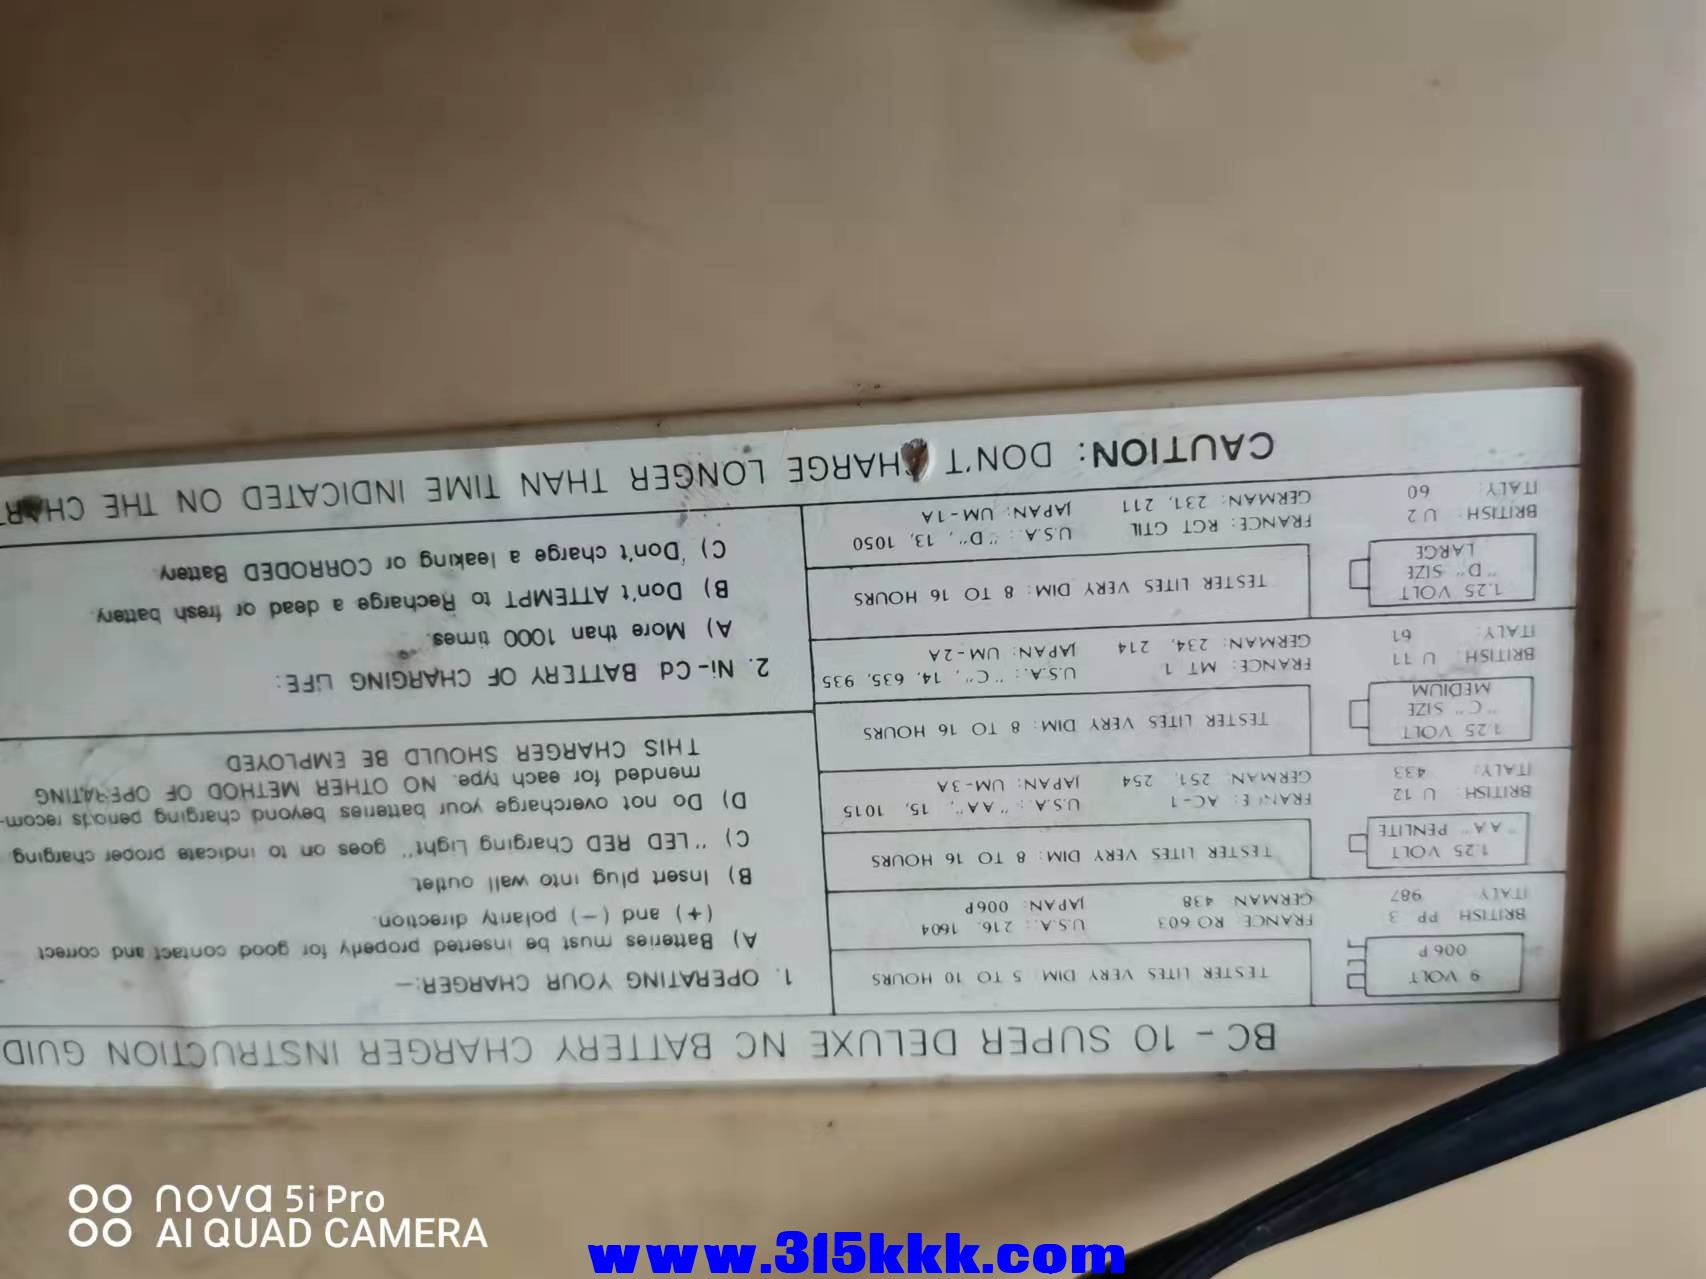 BC - 10 SUPER DELUXE NC BATTERY CHARGER INSTRUCTION GUID
9 VOLT
006 P
TESTER LITES VERY DIM: 5 TO 10 HOURS
BRITISH: PP 3 FRANCE: RO 603 U.S.A.: 216, 1604
ITALY: 987 GERMAN: 438 JAPAN: 006P
1.25 VOLT
"AA" PENLITE
TESTER LITES VERY DIM: 8 TO 16 HOURS
BRITISH: U 12 FRANCE: AC-1 U.S.A.: "AA", 15, 1015
ITALY: 433 GERMAN: 251, 254 JAPAN: UM-3A
1.25 VOLT
"C" SIZE
MEDIUM
TESTER LITES VERY DIM: 8 TO 16 HOURS
BRITISH: U 11 FRANCE: MT 1 U.S.A.: "C", 14, 635, 935
ITALY: 61 GERMAN: 234, 214 JAPAN: UM-2A
1.25 VOLT
"D" SIZE
LARGE
TESTER LITES VERY DIM: 8 TO 16 HOURS
BRITISH: U 2 FRANCE: RGT GTIL U.S.A.: "D", 13, 1050
ITALY: 60 GERMAN: 231, 211 JAPAN: UM-1A
1. OPERATING YOUR CHARGER:—
A) Batteries must be inserted properly for good contact and correct
(+) and (−) polarity direction.
B) Insert plug into wall outlet.
C) "LED RED Charging Light" goes on to indicate proper charging.
D) Do not overcharge your batteries beyond charging periods recom-
mended for each type. NO OTHER METHOD OF OPERATING
THIS CHARGER SHOULD BE EMPLOYED
2. Ni-Cd BATTERY OF CHARGING LIFE:
A) More than 1000 times.
B) Don't ATTEMPT to Recharge a dead or fresh battery.
C) Don't charge a leaking or CORRODED Battery.
CAUTION: DON'T CHARGE LONGER THAN TIME INDICATED ON THE CHART
nova 5i Pro
AI QUAD CAMERA
www.315kkk.com